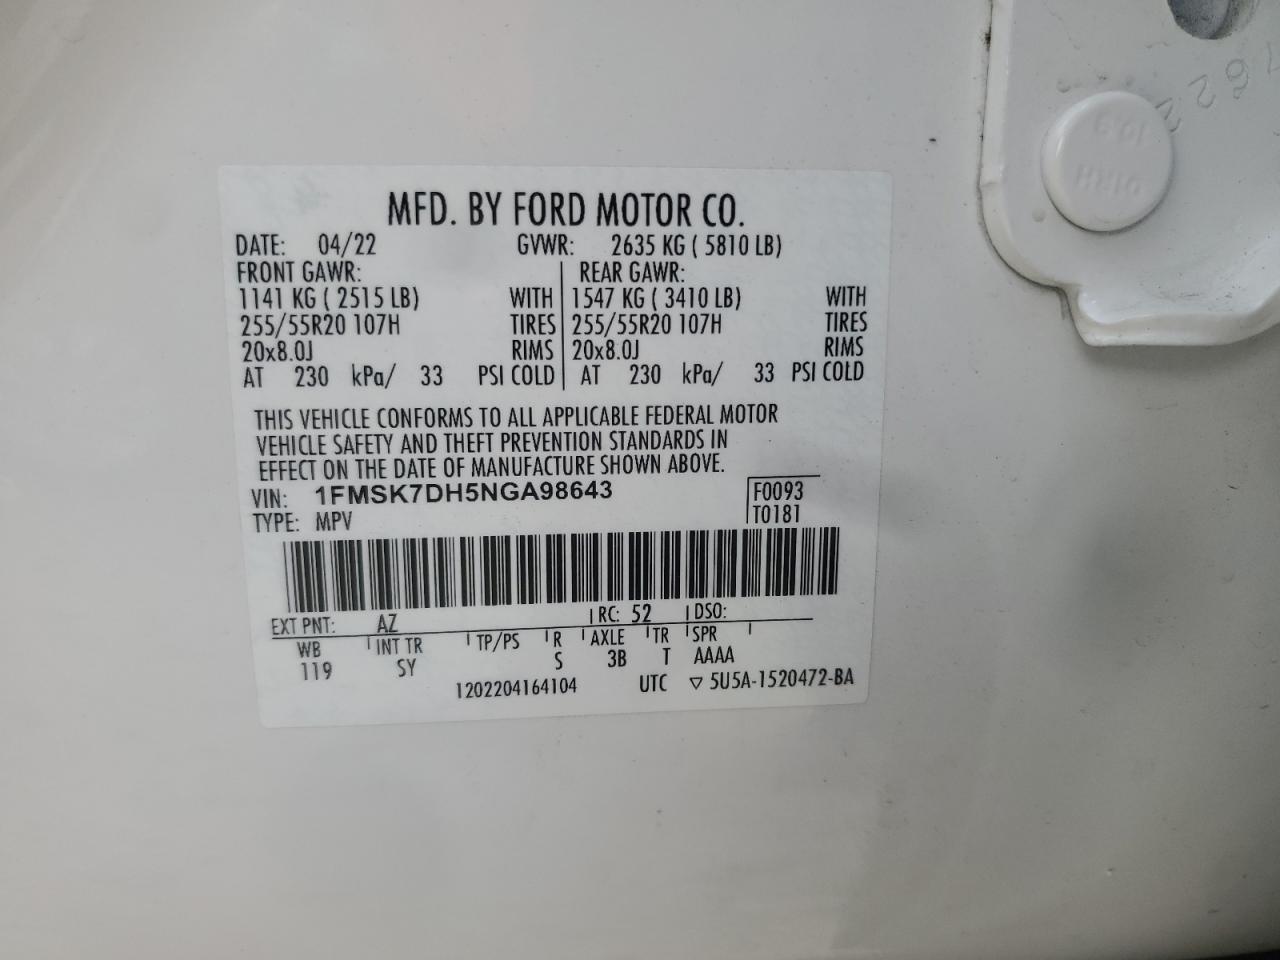 MFD. BY FORD MOTOR CO.
DATE: 04/22 GVWR: 2635 KG ( 5810 LB)
FRONT GAWR: REAR GAWR:
1141 KG ( 2515 LB) WITH 1547 KG ( 3410 LB) WITH
255/55R20 107H TIRES 255/55R20 107H TIRES
20x8.0J RIMS 20x8.0J RIMS
AT 230 kPa/ 33 PSI COLD AT 230 kPa/ 33 PSI COLD
THIS VEHICLE CONFORMS TO ALL APPLICABLE FEDERAL MOTOR
VEHICLE SAFETY AND THEFT PREVENTION STANDARDS IN
EFFECT ON THE DATE OF MANUFACTURE SHOWN ABOVE.
VIN: 1FMSK7DH5NGA98643 F0093
TYPE: MPV T0181
EXT PNT: AZ RC: 52 DSO:
WB INT TR TP/PS R AXLE TR SPR
119 SY S 3B T AAAA
1202204164104 UTC ▽ 5U5A-1520472-BA
10.9
DIRH